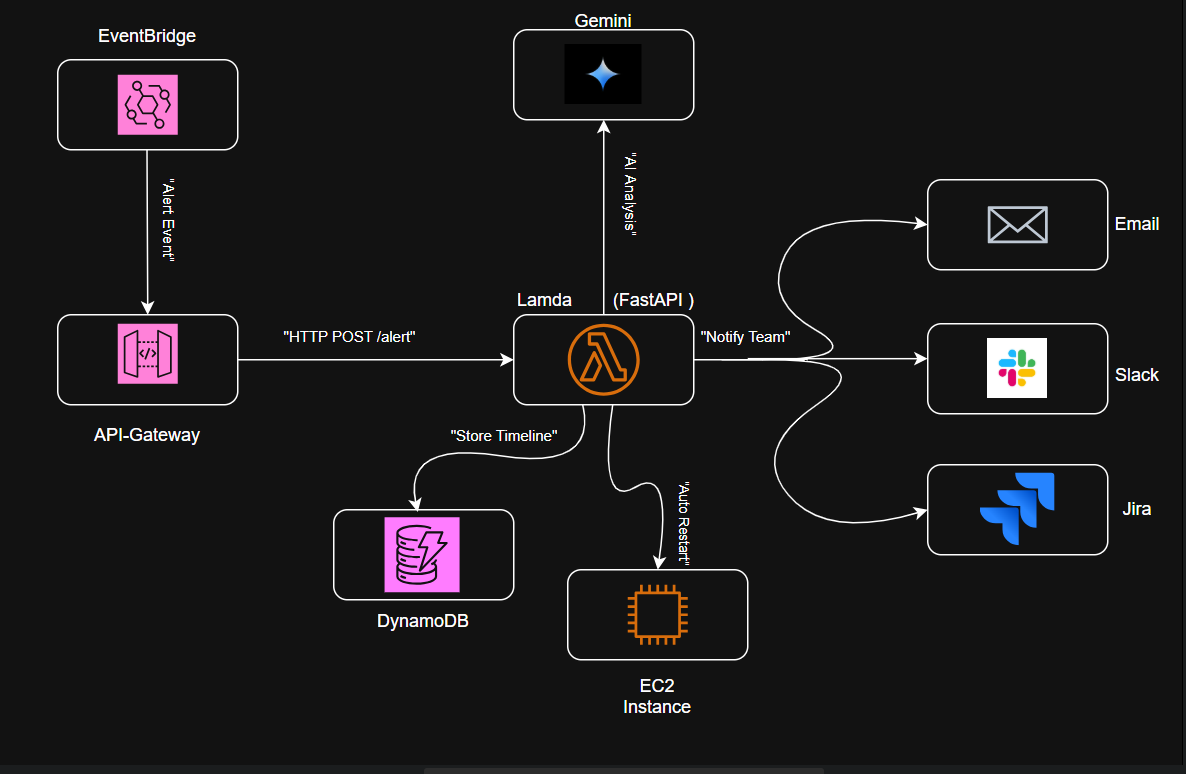 Gemini
EventBridge
"Alert Event"
"AI Analysis"
Email
Lamda (FastAPI )
"HTTP POST /alert"
"Notify Team"
Slack
API-Gateway
"Store Timeline"
"Auto Restart"
Jira
DynamoDB
EC2
Instance